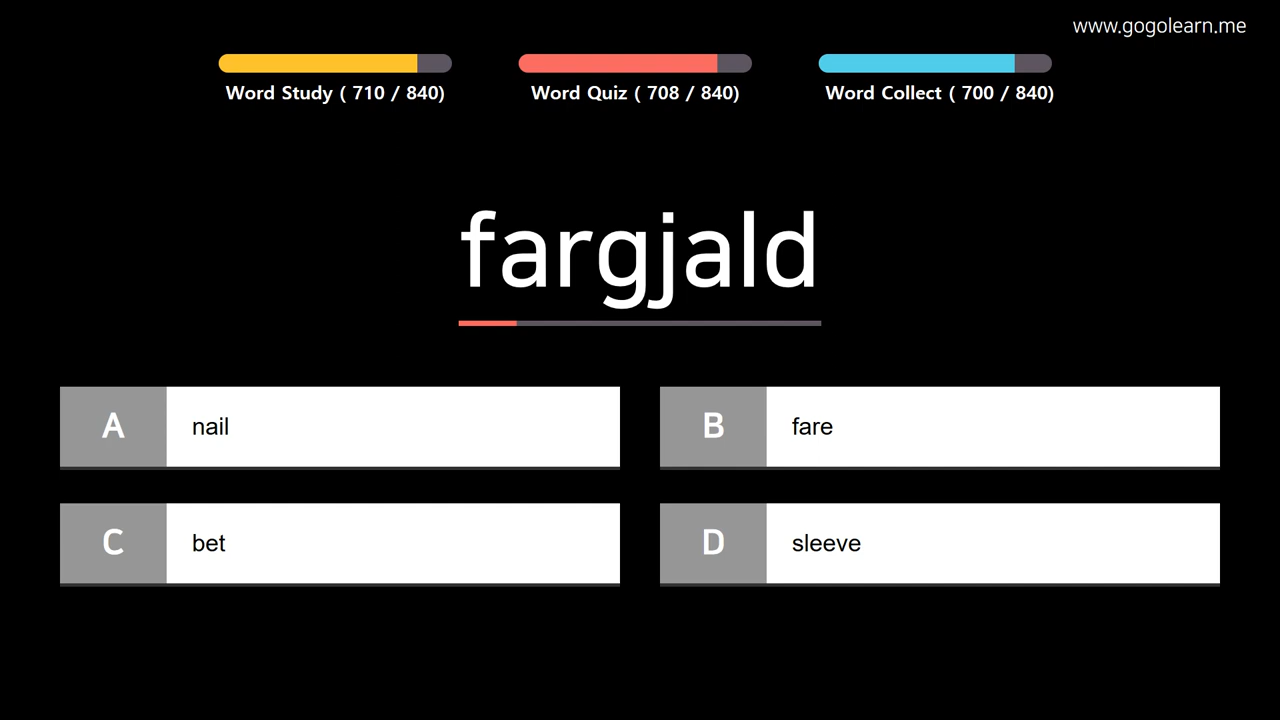 www.gogolearn.me
Word Study ( 710 / 840)
Word Quiz ( 708 / 840)
Word Collect ( 700 / 840)
fargjald
A nail
B fare
C bet
D sleeve